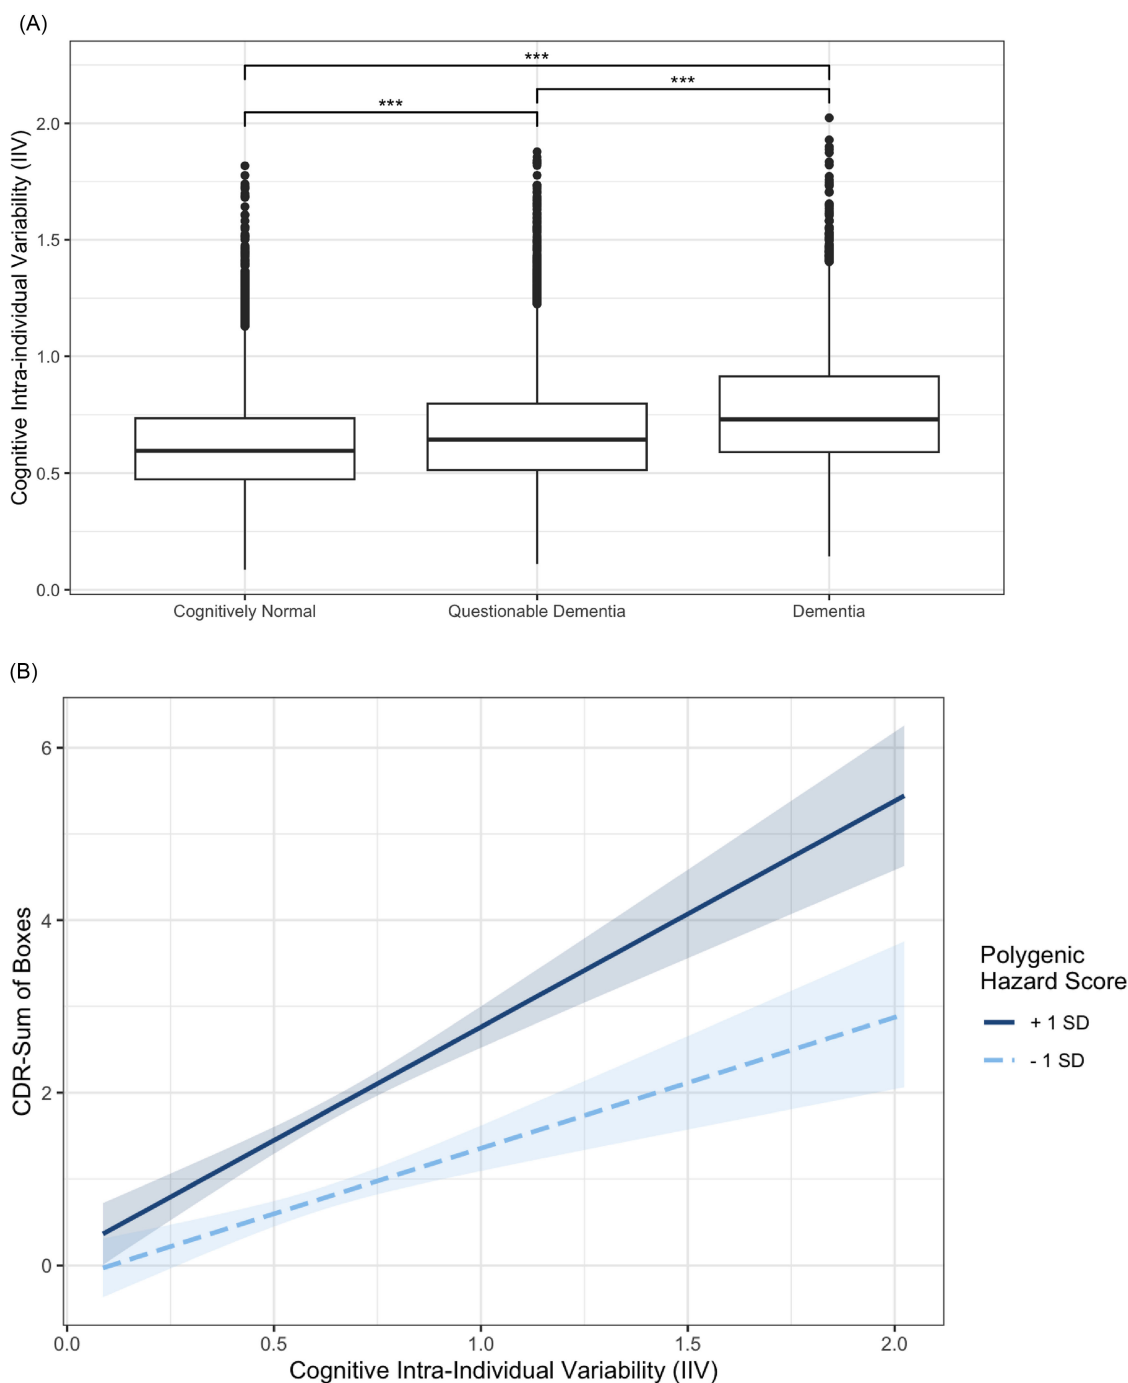 (A)
***
***
***
Cognitive Intra-individual Variability (IIV)
2.0
1.5
1.0
0.5
0.0
Cognitively Normal
Questionable Dementia
Dementia
(B)
CDR-Sum of Boxes
6
4
2
0
0.0
0.5
1.0
1.5
2.0
Cognitive Intra-Individual Variability (IIV)
Polygenic
Hazard Score
+ 1 SD
- 1 SD